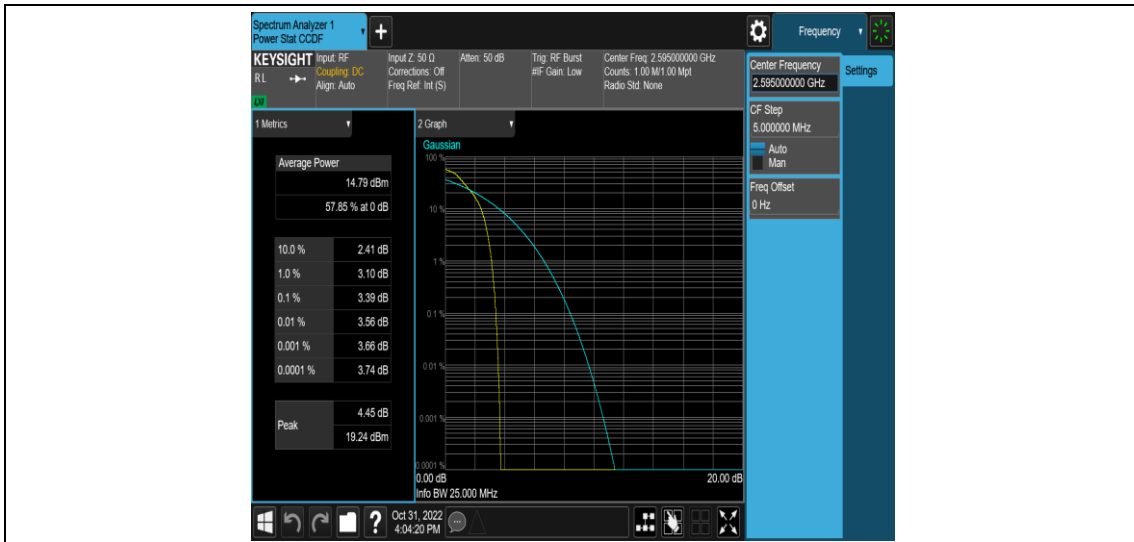 Spectrum Analyzer 1
Power Stat CCDF
+
Frequency
KEYSIGHT
Input: RF
Input Z: 50 Ω
Atten: 50 dB
Trig: RF Burst
Center Freq: 2.595000000 GHz
RL
Coupling: DC
Corrections: Off
#IF Gain: Low
Counts: 1.00 M/1.00 Mpt
Align: Auto
Freq Ref: Int (S)
Radio Std: None
Center Frequency
2.595000000 GHz
Settings
CF Step
5.000000 MHz
Auto
Man
Freq Offset
0 Hz
1 Metrics
Average Power
14.79 dBm
57.85 % at 0 dB
10.0 % 2.41 dB
1.0 % 3.10 dB
0.1 % 3.39 dB
0.01 % 3.56 dB
0.001 % 3.66 dB
0.0001 % 3.74 dB
Peak
4.45 dB
19.24 dBm
2 Graph
Gaussian
100 %
10 %
1 %
0.1 %
0.01 %
0.001 %
0.0001 %
0.00 dB
20.00 dB
Info BW 25.000 MHz
?
Oct 31, 2022
4:04:20 PM